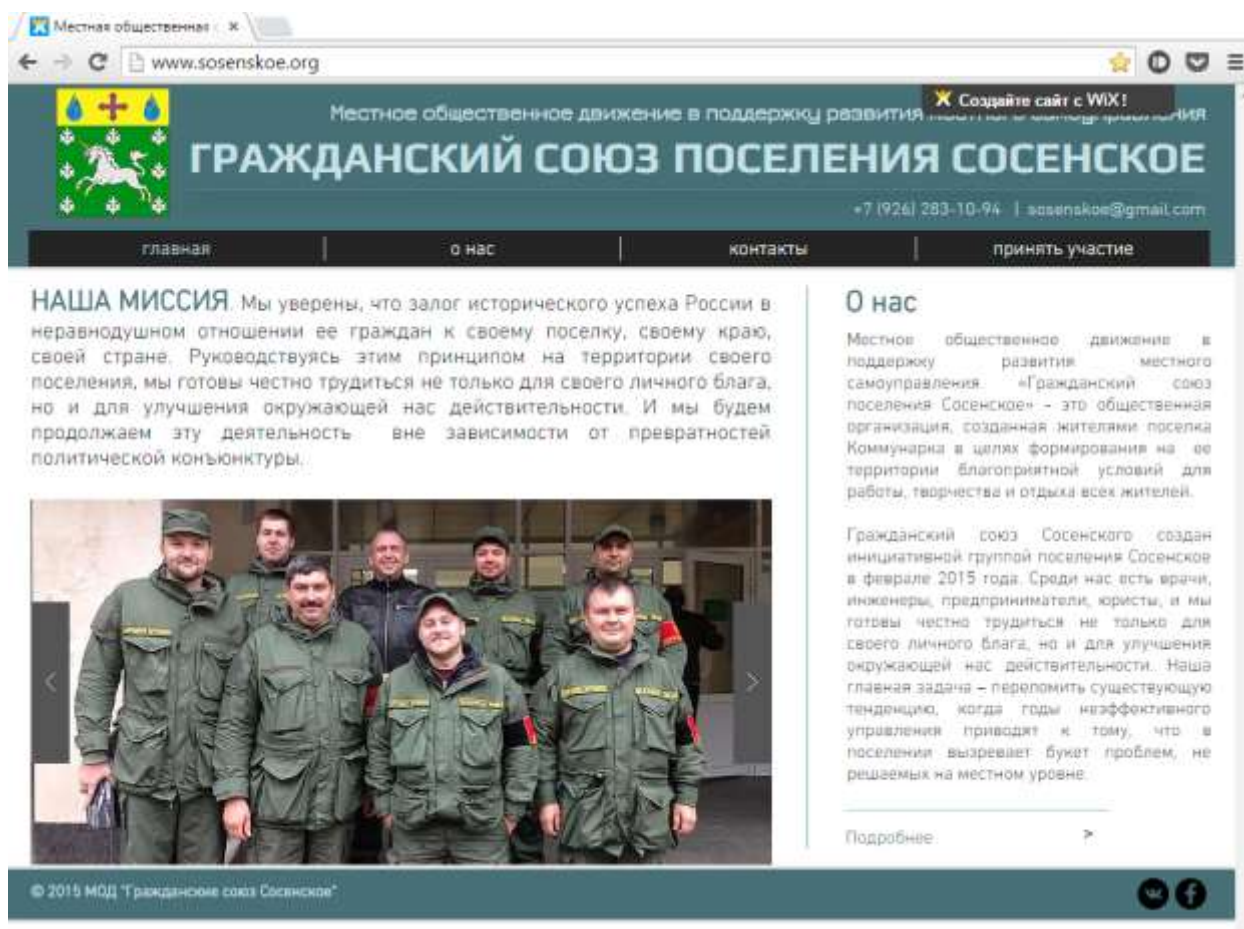 Местная общественная
www.sosenskoe.org
Создайте сайт с WiX!
Местное общественное движение в поддержку развития местного самоуправления
ГРАЖДАНСКИЙ СОЮЗ ПОСЕЛЕНИЯ СОСЕНСКОЕ
+7 (926) 283-10-94 | sosenskoe@gmail.com
главная | о нас | контакты | принять участие
НАША МИССИЯ. Мы уверены, что залог исторического успеха России в
неравнодушном отношении ее граждан к своему поселку, своему краю,
своей стране. Руководствуясь этим принципом на территории своего
поселения, мы готовы честно трудиться не только для своего личного блага,
но и для улучшения окружающей нас действительности. И мы будем
продолжаем эту деятельность вне зависимости от превратностей
политической конъюнктуры.
О нас
Местное общественное движение в
поддержку развития местного
самоуправления «Гражданский союз
поселения Сосенское» – это общественная
организация, созданная жителями поселка
Коммунарка в целях формирования на ее
территории благоприятной условий для
работы, творчества и отдыха всех жителей.
Гражданский союз Сосенского создан
инициативной группой поселения Сосенское
в феврале 2015 года. Среди нас есть врачи,
инженеры, предприниматели, юристы, и мы
готовы честно трудиться не только для
своего личного блага, но и для улучшения
окружающей нас действительности. Наша
главная задача – переломить существующую
тенденцию, когда годы неэффективного
управления приводят к тому, что в
поселении вызревает букет проблем, не
решаемых на местном уровне.
Подробнее >
© 2015 МОД "Гражданские союз Сосенское"